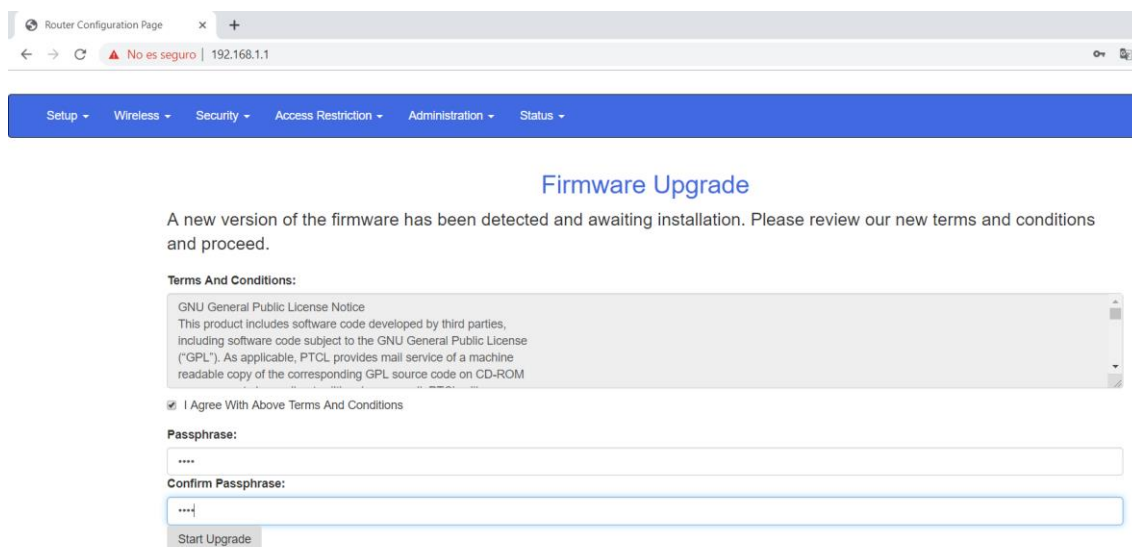 Router Configuration Page
No es seguro | 192.168.1.1
Setup Wireless Security Access Restriction Administration Status
Firmware Upgrade
A new version of the firmware has been detected and awaiting installation. Please review our new terms and conditions
and proceed.
Terms And Conditions:
GNU General Public License Notice
This product includes software code developed by third parties,
including software code subject to the GNU General Public License
("GPL"). As applicable, PTCL provides mail service of a machine
readable copy of the corresponding GPL source code on CD-ROM
I Agree With Above Terms And Conditions
Passphrase:
••••
Confirm Passphrase:
••••
Start Upgrade